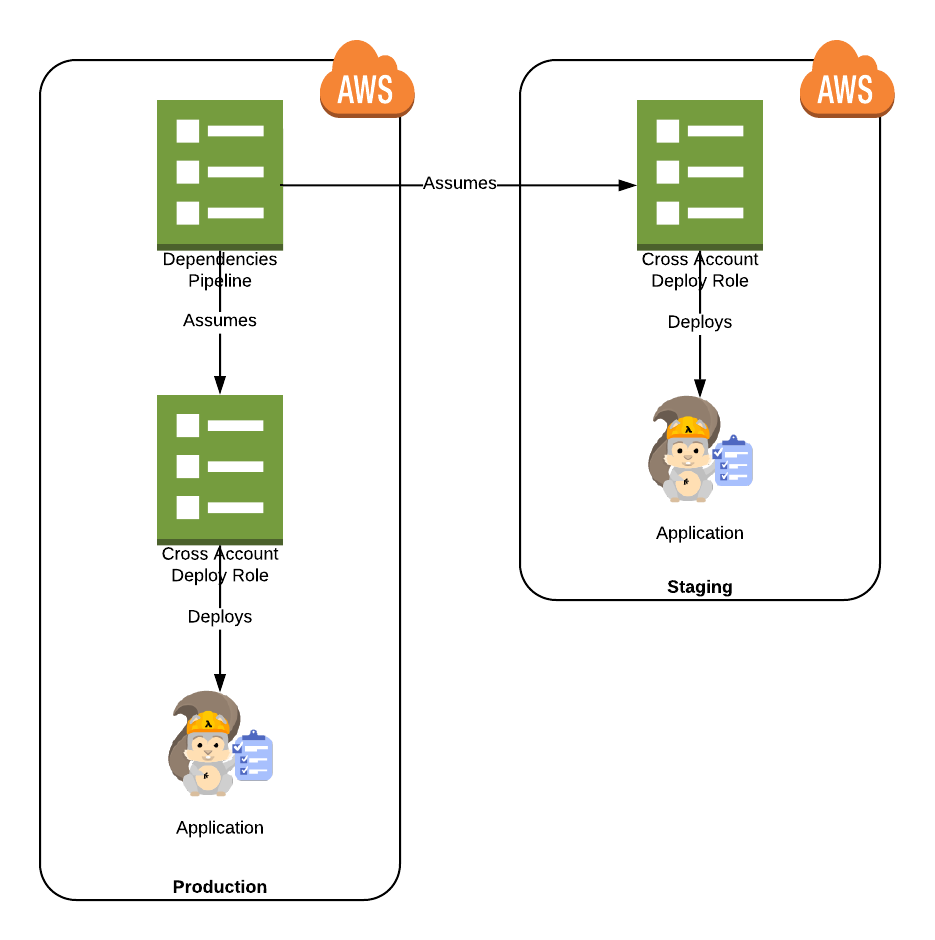 AWS
AWS
Dependencies
Pipeline
Assumes
Cross Account
Deploy Role
Assumes
Deploys
λ
Application
Staging
Cross Account
Deploy Role
Deploys
λ
Application
Production